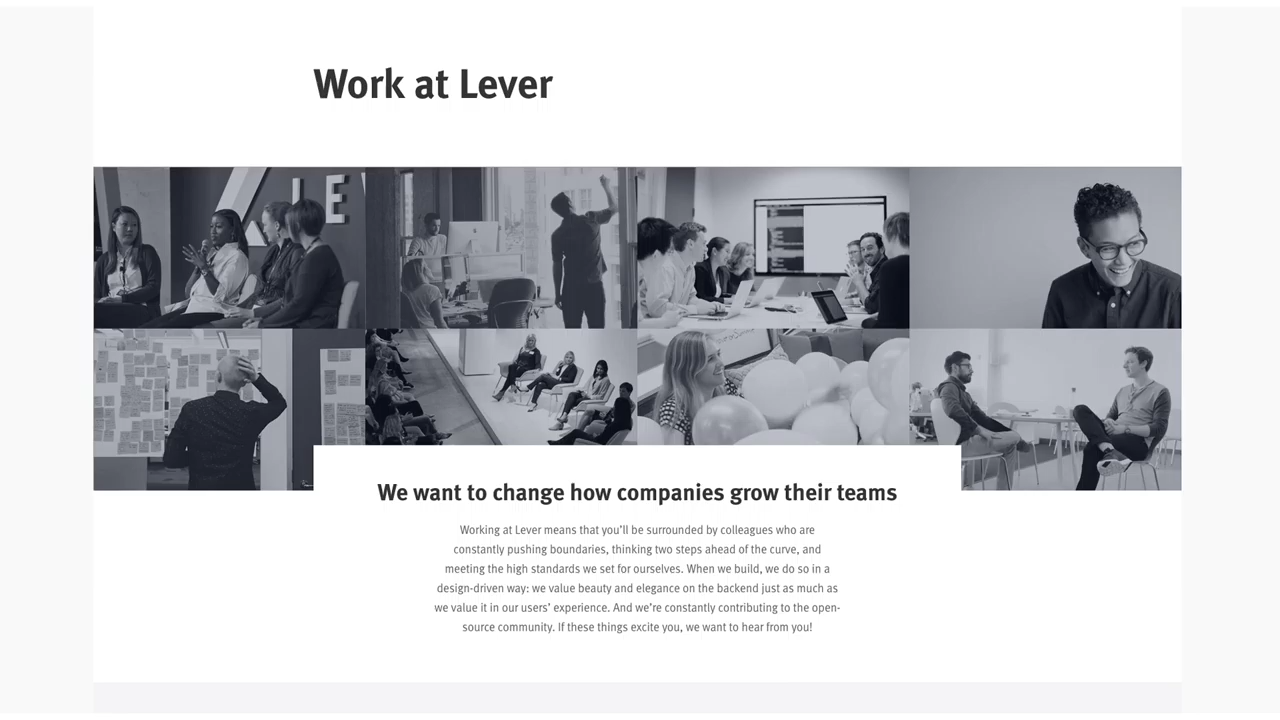 Work at Lever
LE
We want to change how companies grow their teams
Working at Lever means that you’ll be surrounded by colleagues who are
constantly pushing boundaries, thinking two steps ahead of the curve, and
meeting the high standards we set for ourselves. When we build, we do so in a
design-driven way: we value beauty and elegance on the backend just as much as
we value it in our users’ experience. And we’re constantly contributing to the open-
source community. If these things excite you, we want to hear from you!